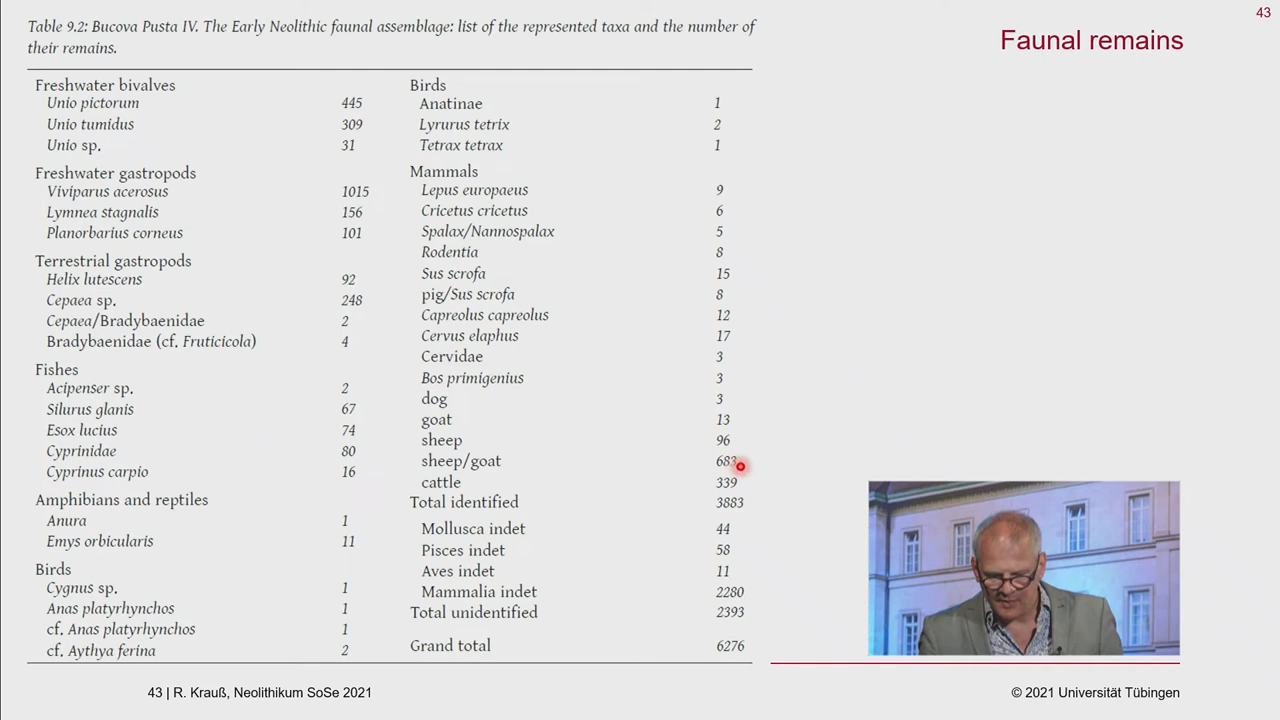 43
Faunal remains
Table 9.2: Bucova Pusta IV. The Early Neolithic faunal assemblage: list of the represented taxa and the number of
their remains.
Freshwater bivalves
Unio pictorum 445
Unio tumidus 309
Unio sp. 31
Freshwater gastropods
Viviparus acerosus 1015
Lymnea stagnalis 156
Planorbarius corneus 101
Terrestrial gastropods
Helix lutescens 92
Cepaea sp. 248
Cepaea/Bradybaenidae 2
Bradybaenidae (cf. Fruticicola) 4
Fishes
Acipenser sp. 2
Silurus glanis 67
Esox lucius 74
Cyprinidae 80
Cyprinus carpio 16
Amphibians and reptiles
Anura 1
Emys orbicularis 11
Birds
Cygnus sp. 1
Anas platyrhynchos 1
cf. Anas platyrhynchos 1
cf. Aythya ferina 2
Birds
Anatinae 1
Lyrurus tetrix 2
Tetrax tetrax 1
Mammals
Lepus europaeus 9
Cricetus cricetus 6
Spalax/Nannospalax 5
Rodentia 8
Sus scrofa 15
pig/Sus scrofa 8
Capreolus capreolus 12
Cervus elaphus 17
Cervidae 3
Bos primigenius 3
dog 3
goat 13
sheep 96
sheep/goat 683
cattle 339
Total identified 3883
Mollusca indet 44
Pisces indet 58
Aves indet 11
Mammalia indet 2280
Total unidentified 2393
Grand total 6276
43 | R. Krauß, Neolithikum SoSe 2021
© 2021 Universität Tübingen